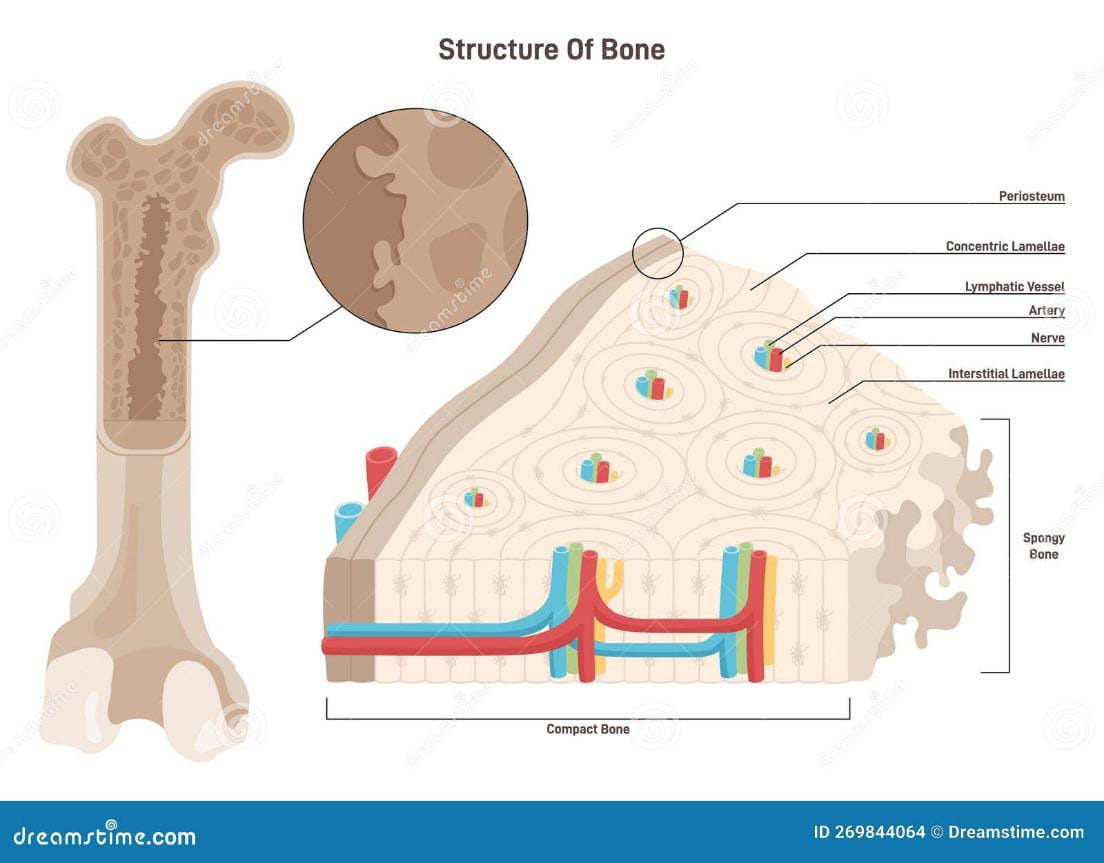 Structure Of Bone
Periosteum
Concentric Lamellae
Lymphatic Vessel
Artery
Nerve
Interstitial Lamellae
Spongy
Bone
Compact Bone
dreamstime.com
ID 269844064 © Dreamstime.com